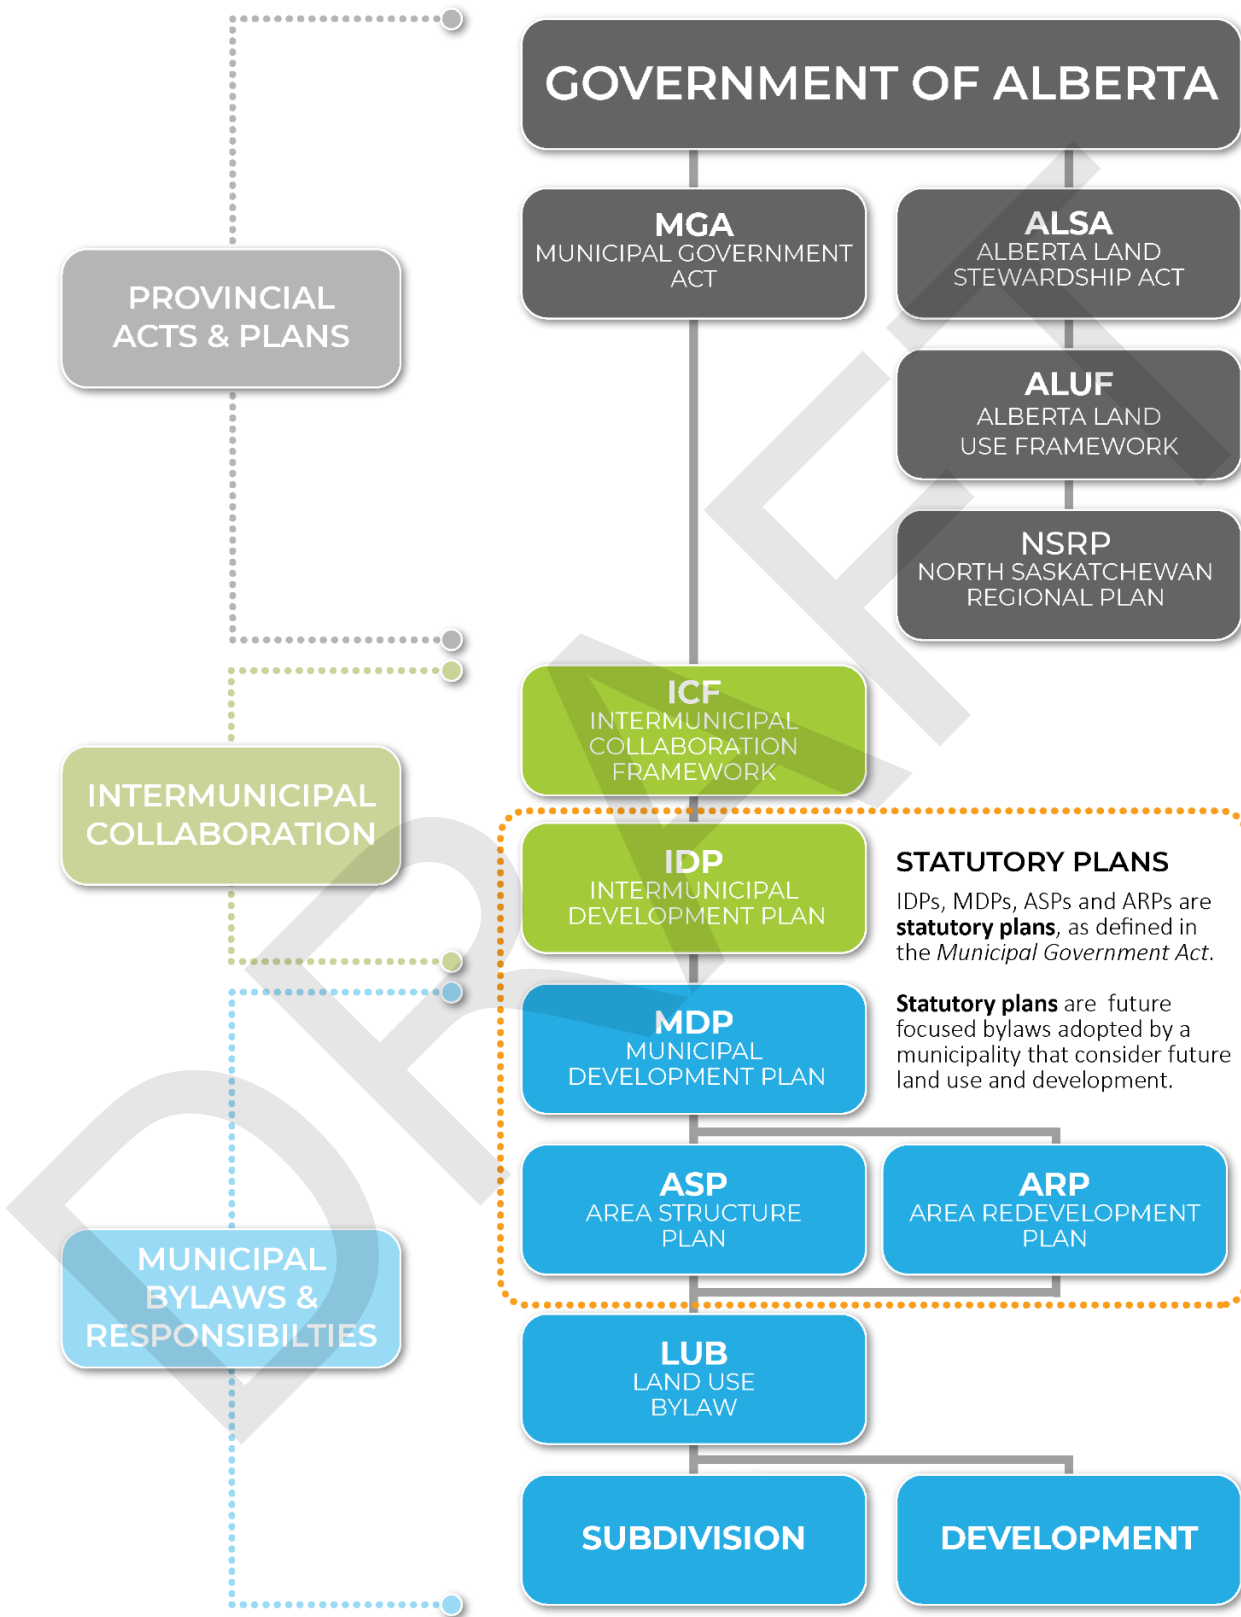 GOVERNMENT OF ALBERTA
MGA
MUNICIPAL GOVERNMENT
ACT
ALSA
ALBERTA LAND
STEWARDSHIP ACT
PROVINCIAL
ACTS & PLANS
ALUF
ALBERTA LAND
USE FRAMEWORK
NSRP
NORTH SASKATCHEWAN
REGIONAL PLAN
ICF
INTERMUNICIPAL
COLLABORATION
FRAMEWORK
INTERMUNICIPAL
COLLABORATION
IDP
INTERMUNICIPAL
DEVELOPMENT PLAN
STATUTORY PLANS
IDPs, MDPs, ASPs and ARPs are
statutory plans, as defined in
the Municipal Government Act.
Statutory plans are future
focused bylaws adopted by a
municipality that consider future
land use and development.
MDP
MUNICIPAL
DEVELOPMENT PLAN
ASP
AREA STRUCTURE
PLAN
ARP
AREA REDEVELOPMENT
PLAN
MUNICIPAL
BYLAWS &
RESPONSIBILTIES
LUB
LAND USE
BYLAW
SUBDIVISION
DEVELOPMENT
DRAFT